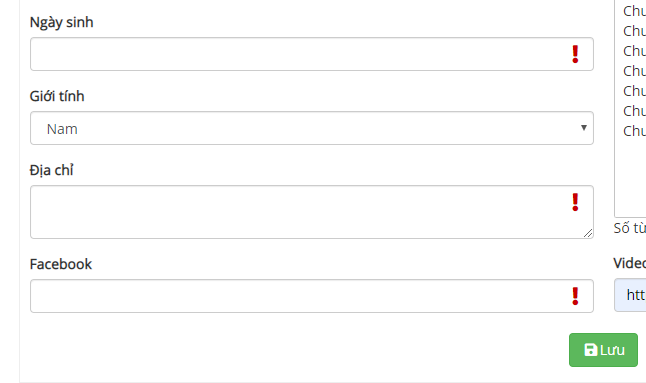 Ngày sinh
Giới tính
Nam
Địa chỉ
Facebook
Lưu
Chu
Chu
Chu
Chu
Chu
Chu
Chu
Số từ
Video
htt